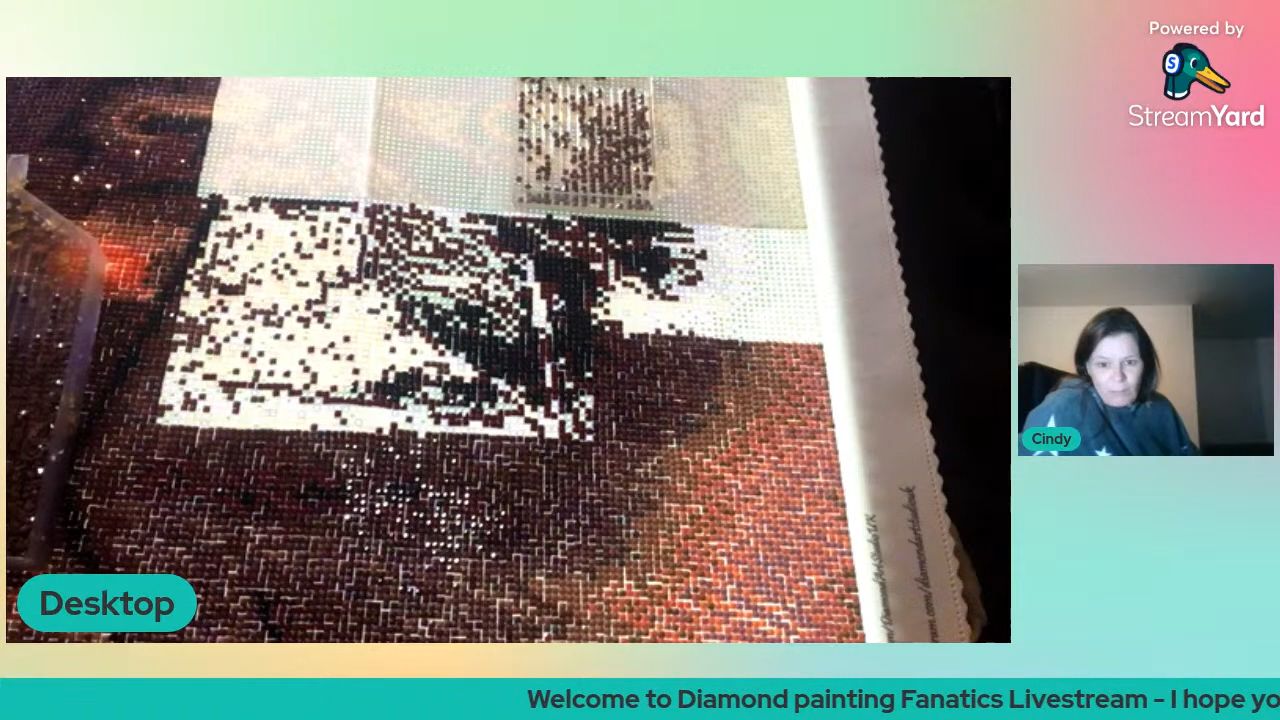 Powered by
StreamYard
Cindy
Desktop
Welcome to Diamond painting Fanatics Livestream - I hope yo